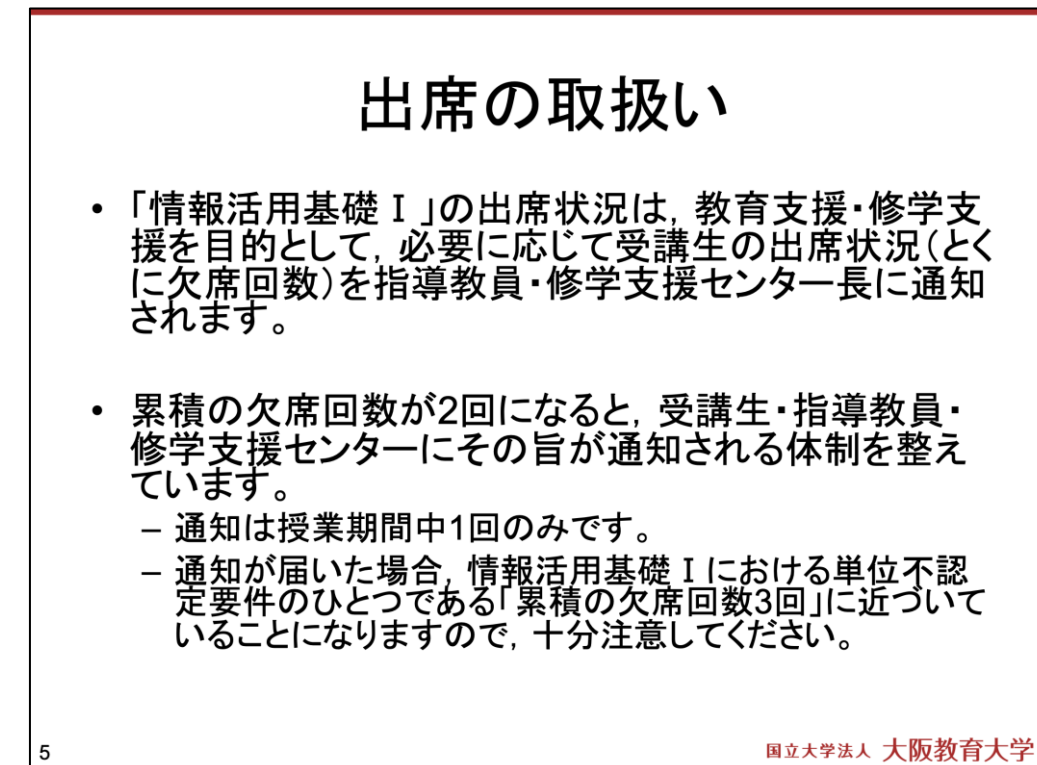 出席の取扱い
• 「情報活用基礎Ⅰ」の出席状況は，教育支援・修学支
援を目的として，必要に応じて受講生の出席状況（とく
に欠席回数）を指導教員・修学支援センター長に通知
されます。
• 累積の欠席回数が2回になると，受講生・指導教員・
修学支援センターにその旨が通知される体制を整え
ています。
– 通知は授業期間中1回のみです。
– 通知が届いた場合，情報活用基礎Ⅰにおける単位不認
定要件のひとつである「累積の欠席回数3回」に近づいて
いることになりますので，十分注意してください。
5
国立大学法人 大阪教育大学